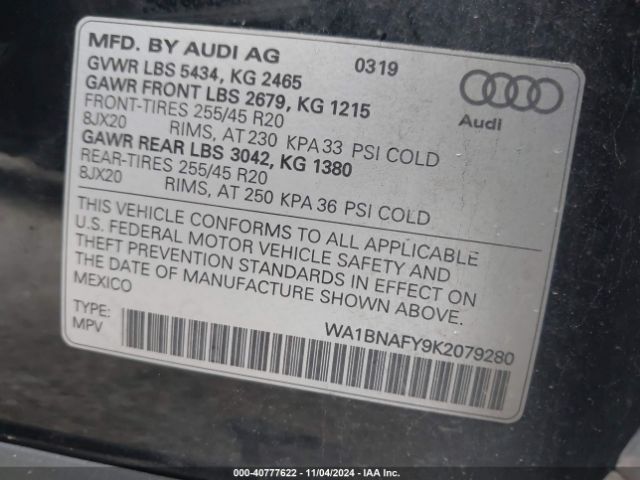 MFD. BY AUDI AG 0319
GVWR LBS 5434, KG 2465
GAWR FRONT LBS 2679, KG 1215
FRONT-TIRES 255/45 R20
8JX20 RIMS, AT 230 KPA 33 PSI COLD
GAWR REAR LBS 3042, KG 1380
REAR-TIRES 255/45 R20
8JX20 RIMS, AT 250 KPA 36 PSI COLD
Audi
THIS VEHICLE CONFORMS TO ALL APPLICABLE
U.S. FEDERAL MOTOR VEHICLE SAFETY AND
THEFT PREVENTION STANDARDS IN EFFECT ON
THE DATE OF MANUFACTURE SHOWN ABOVE.
MEXICO
TYPE: WA1BNAFY9K2079280
MPV
000-40777622 - 11/04/2024 - IAA Inc.